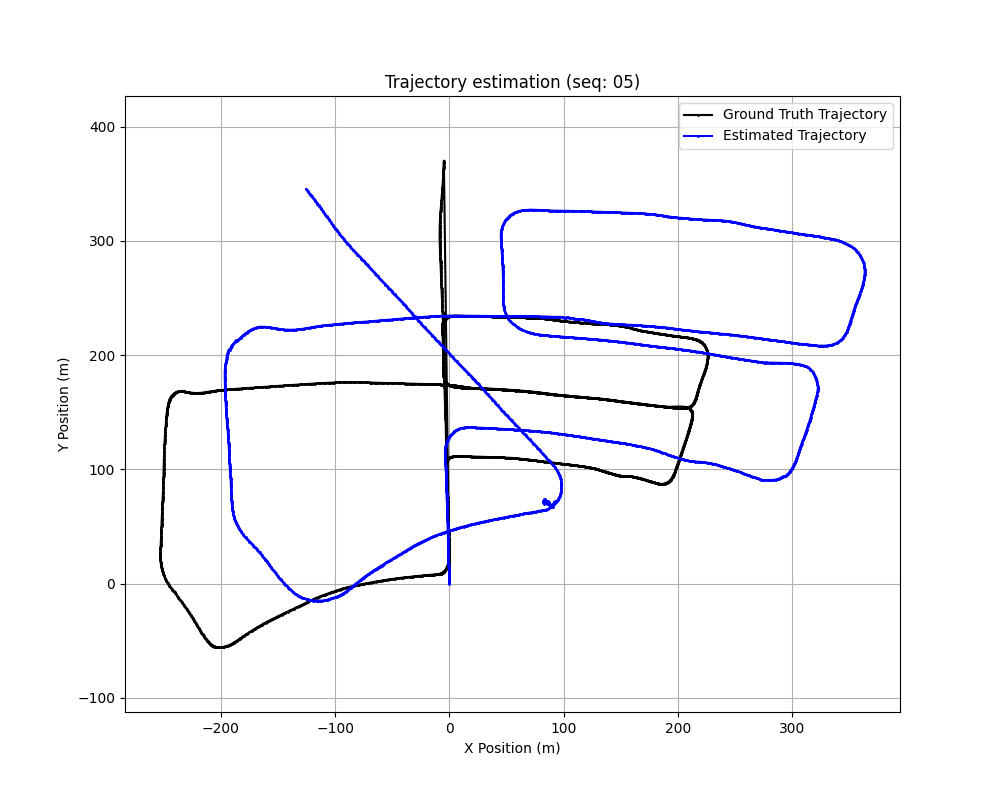 Trajectory estimation (seq: 05)
Ground Truth Trajectory
Estimated Trajectory
Y Position (m)
400
300
200
100
0
−100
−200
−100
0
100
200
300
X Position (m)